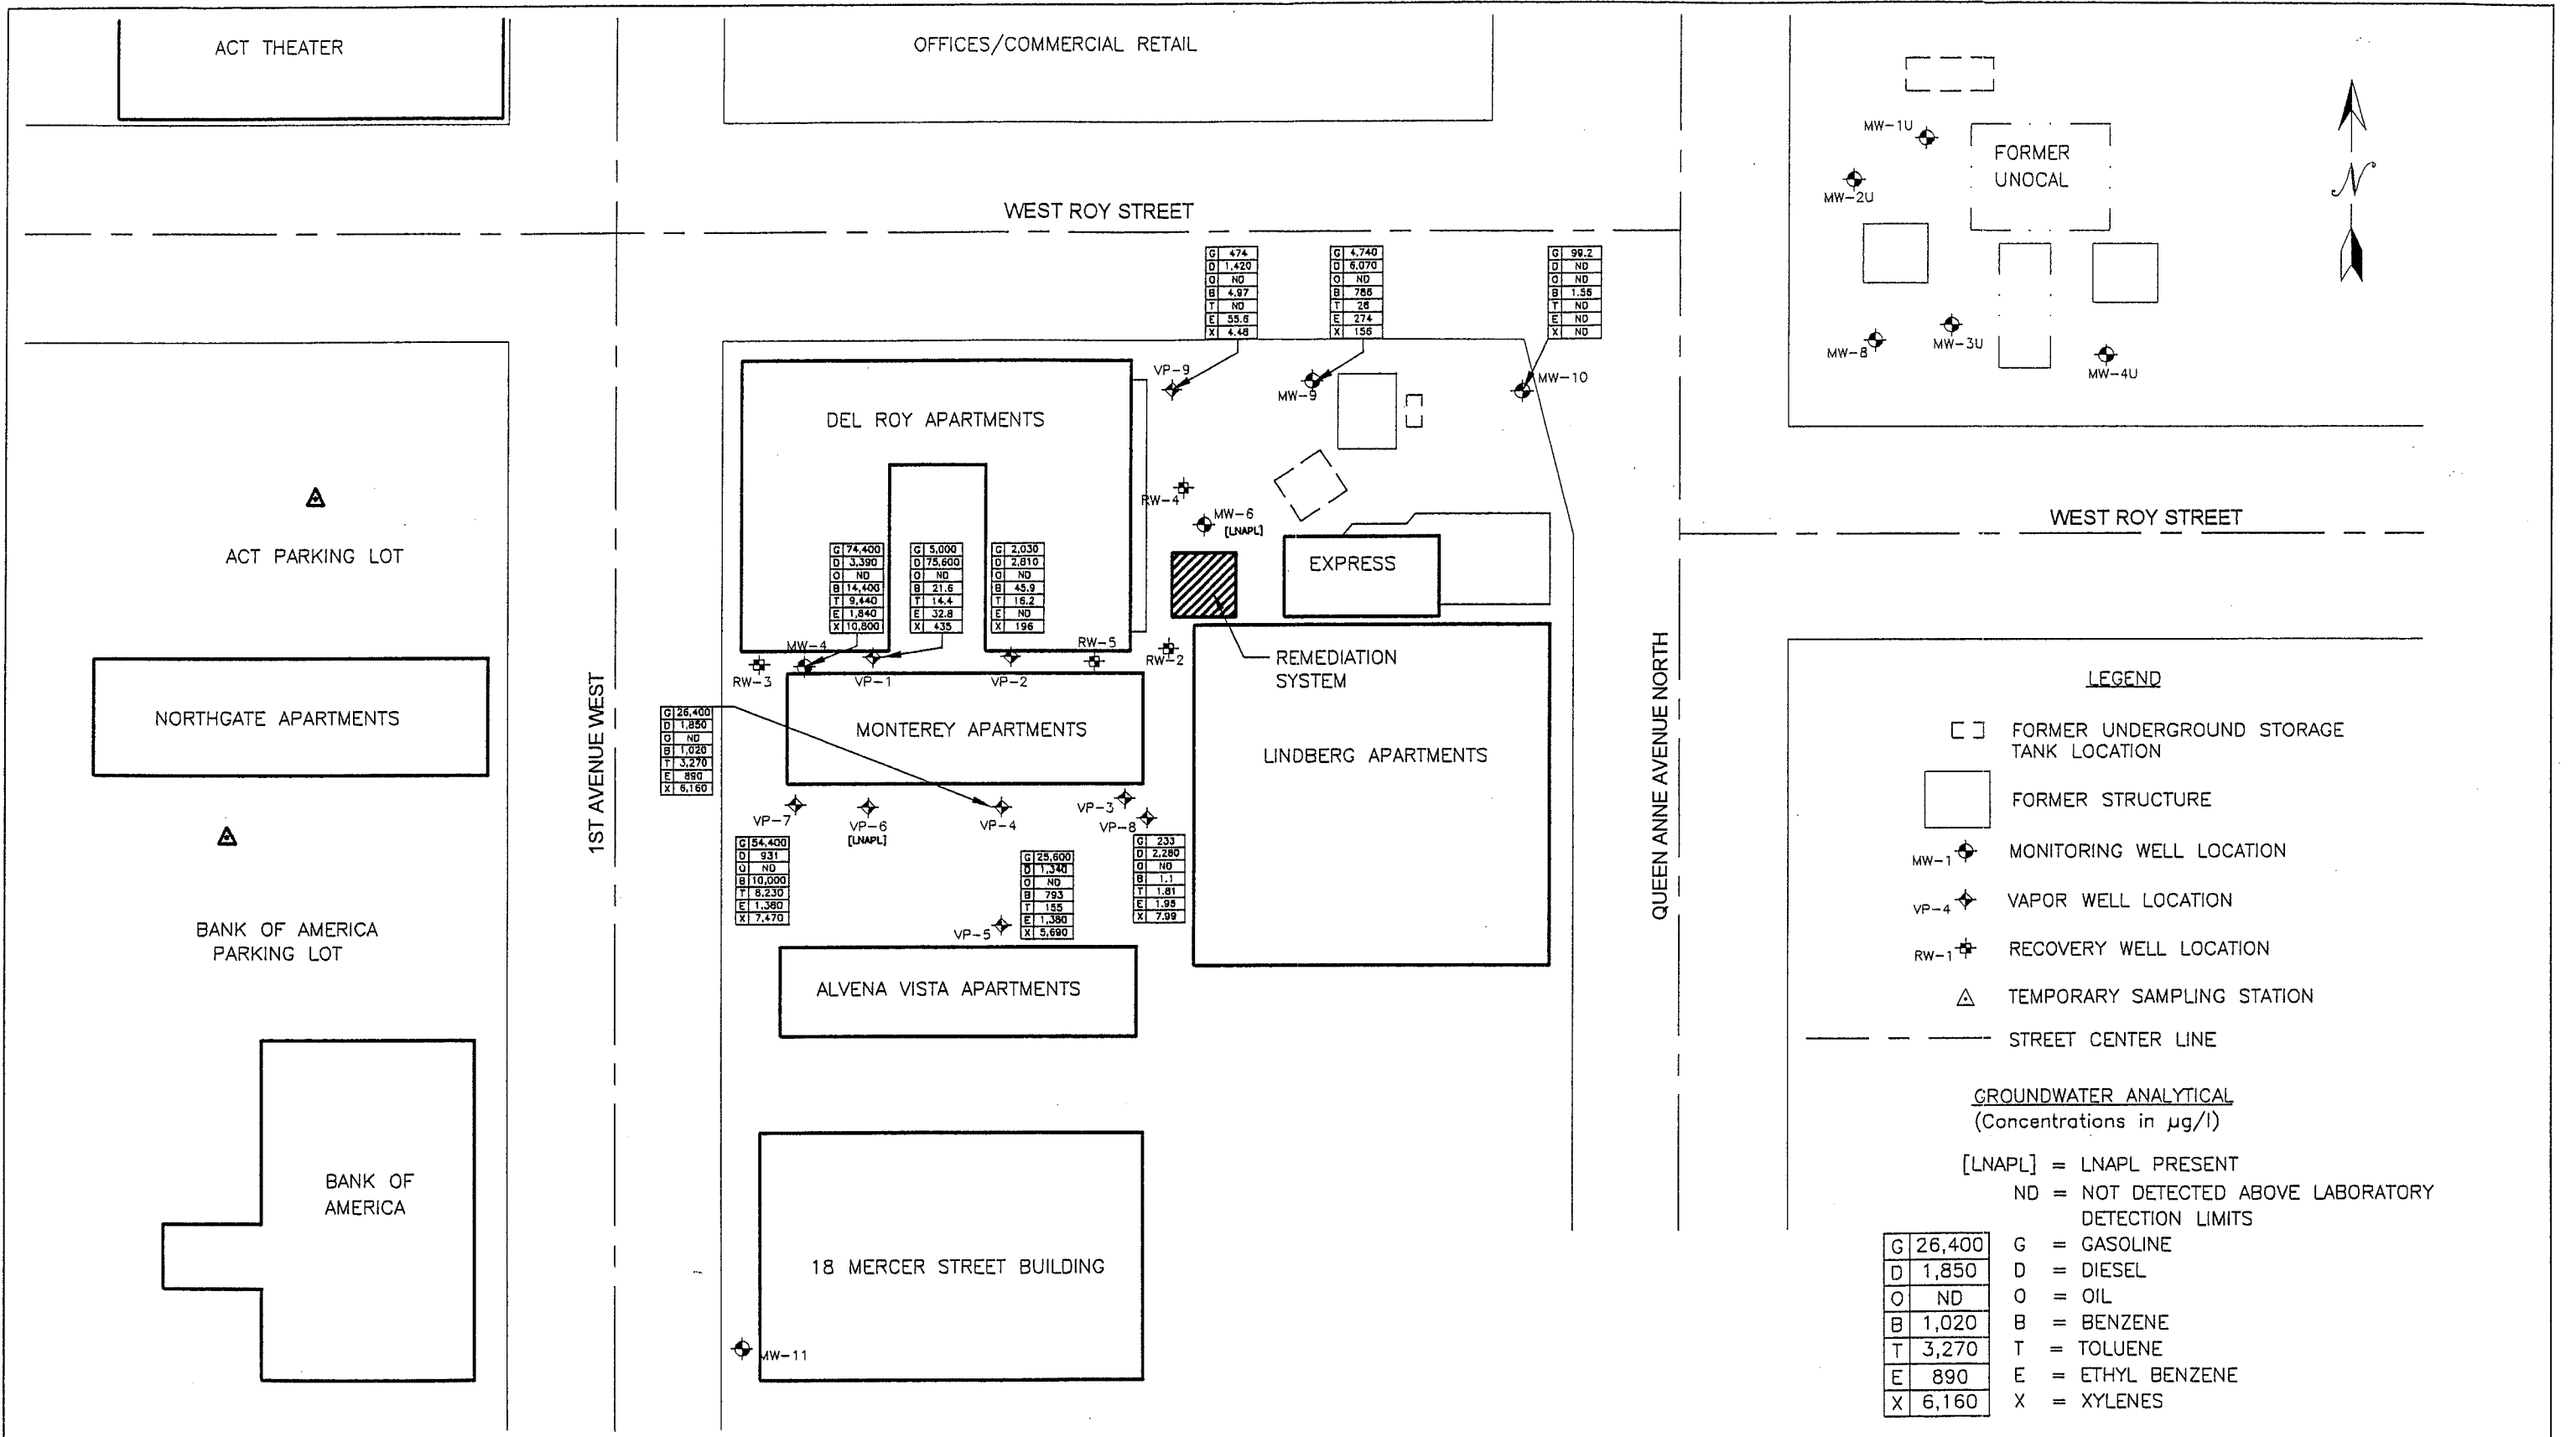 ACT THEATER
OFFICES/COMMERCIAL RETAIL
MW-1U
FORMER
UNOCAL
MW-2U
N
WEST ROY STREET
G 474
D 1,420
O ND
B 4.97
T ND
E 55.6
X 4.48
G 4,740
D 6,070
O ND
B 786
T 26
E 274
X 156
G 99.2
D ND
O ND
B 1.56
T ND
E ND
X ND
MW-8
MW-3U
MW-4U
VP-9
MW-9
MW-10
DEL ROY APARTMENTS
RW-4
MW-6
[LNAPL]
WEST ROY STREET
ACT PARKING LOT
EXPRESS
G 74,400
D 3,390
O ND
B 14,400
T 9,440
E 1,840
X 10,800
G 5,000
D 75,600
O ND
B 21.6
T 14.4
E 32.8
X 435
G 2,030
D 2,810
O ND
B 45.9
T 16.2
E ND
X 196
MW-4
RW-5
RW-2
RW-3
VP-1
VP-2
REMEDIATION
SYSTEM
NORTHGATE APARTMENTS
1ST AVENUE WEST
G 26,400
D 1,850
O ND
B 1,020
T 3,270
E 890
X 6,160
MONTEREY APARTMENTS
LINDBERG APARTMENTS
QUEEN ANNE AVENUE NORTH
VP-7
VP-6
[LNAPL]
VP-4
VP-3
VP-8
G 54,400
D 931
O ND
B 10,000
T 8,230
E 1,380
X 7,470
G 25,600
D 1,340
O ND
B 793
T 155
E 1,380
X 5,690
G 233
D 2,280
O ND
B 1.1
T 1.81
E 1.95
X 7.99
VP-5
BANK OF AMERICA
PARKING LOT
ALVENA VISTA APARTMENTS
BANK OF
AMERICA
18 MERCER STREET BUILDING
MW-11
LEGEND
FORMER UNDERGROUND STORAGE
TANK LOCATION
FORMER STRUCTURE
MW-1 MONITORING WELL LOCATION
VP-4 VAPOR WELL LOCATION
RW-1 RECOVERY WELL LOCATION
TEMPORARY SAMPLING STATION
STREET CENTER LINE
GROUNDWATER ANALYTICAL
(Concentrations in µg/l)
[LNAPL] = LNAPL PRESENT
ND = NOT DETECTED ABOVE LABORATORY
DETECTION LIMITS
G 26,400 G = GASOLINE
D 1,850 D = DIESEL
O ND O = OIL
B 1,020 B = BENZENE
T 3,270 T = TOLUENE
E 890 E = ETHYL BENZENE
X 6,160 X = XYLENES